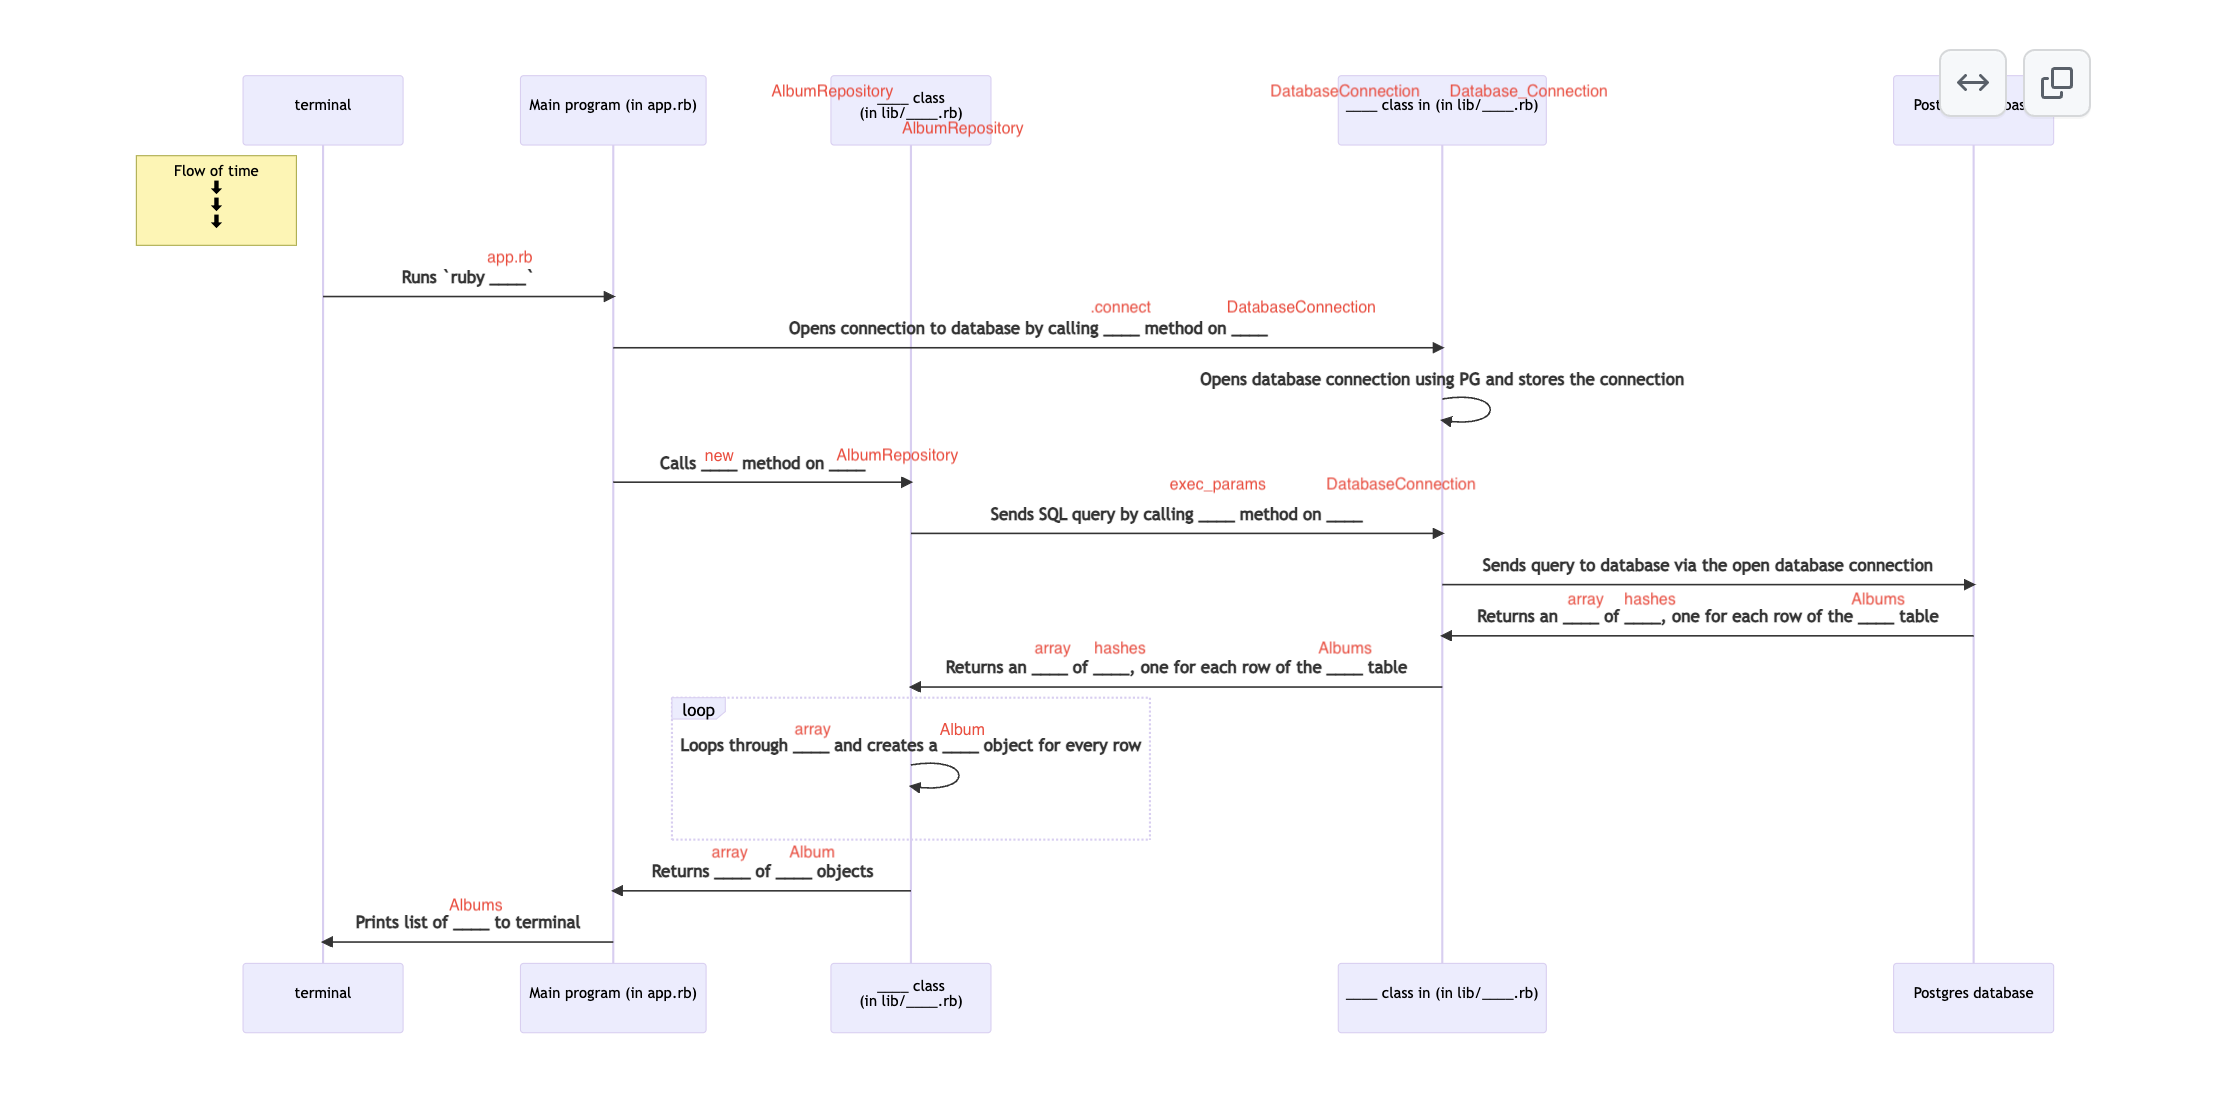 terminal
Main program (in app.rb)
AlbumRepository
____ class
(in lib/____.rb)
AlbumRepository
DatabaseConnection
Database_Connection
____ class in (in lib/____.rb)
Flow of time
⬇
⬇
⬇
app.rb
Runs `ruby ____`
.connect
DatabaseConnection
Opens connection to database by calling ____ method on ____
Opens database connection using PG and stores the connection
new
AlbumRepository
Calls ____ method on ____
exec_params
DatabaseConnection
Sends SQL query by calling ____ method on ____
Sends query to database via the open database connection
array
hashes
Albums
Returns an ____ of ____, one for each row of the ____ table
array
hashes
Albums
Returns an ____ of ____, one for each row of the ____ table
loop
array
Album
Loops through ____ and creates a ____ object for every row
array
Album
Returns ____ of ____ objects
Albums
Prints list of ____ to terminal
terminal
Main program (in app.rb)
____ class
(in lib/____.rb)
____ class in (in lib/____.rb)
Postgres database